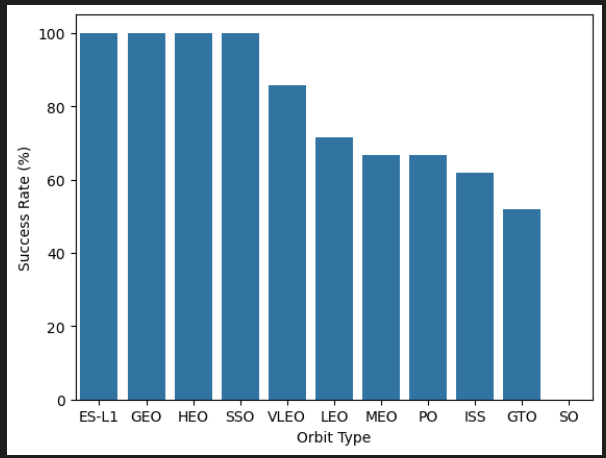 100
80
60
40
20
0
Success Rate (%)
ES-L1 GEO HEO SSO VLEO LEO MEO PO ISS GTO SO
Orbit Type